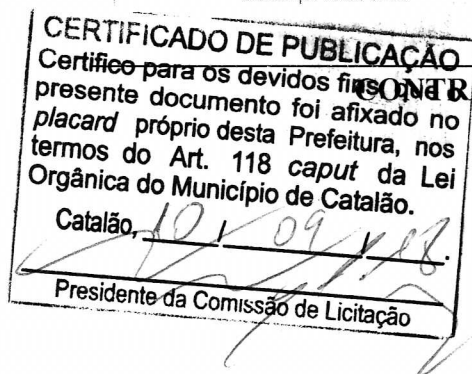 CERTIFICADO DE PUBLICAÇÃO
Certifico para os devidos fins que o
CONTR
presente documento foi afixado no
placard próprio desta Prefeitura, nos
termos do Art. 118 caput da Lei
Orgânica do Município de Catalão.
Catalão, 10 / 09 / 18.
Presidente da Comissão de Licitação